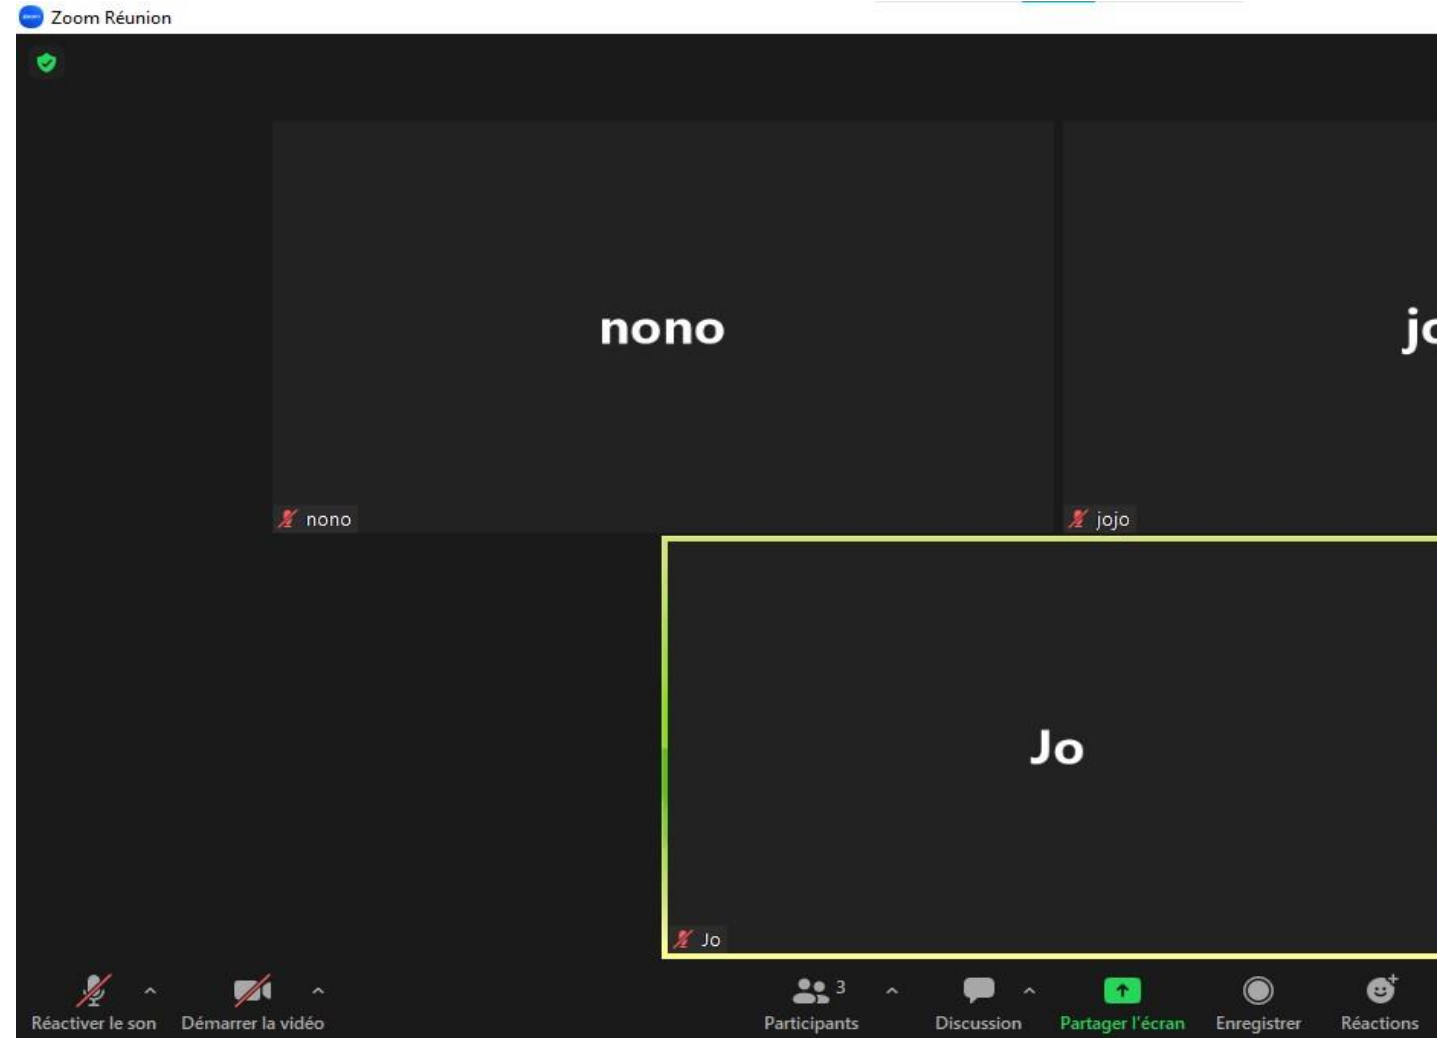 Zoom Réunion
nono
nono
jojo
Jo
Jo
3
Réactiver le son
Démarrer la vidéo
Participants
Discussion
Partager l'écran
Enregistrer
Réactions